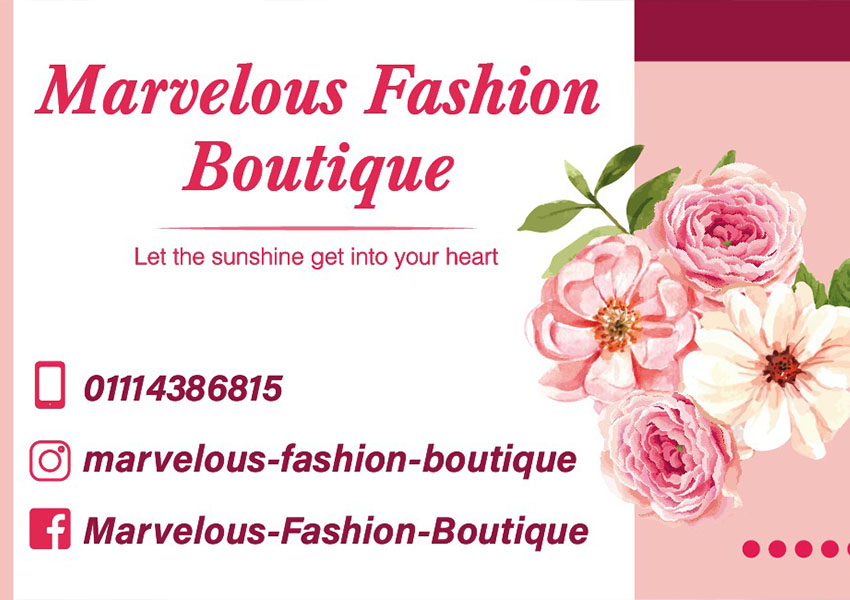 Marvelous Fashion
Boutique
Let the sunshine get into your heart
01114386815
marvelous-fashion-boutique
Marvelous-Fashion-Boutique